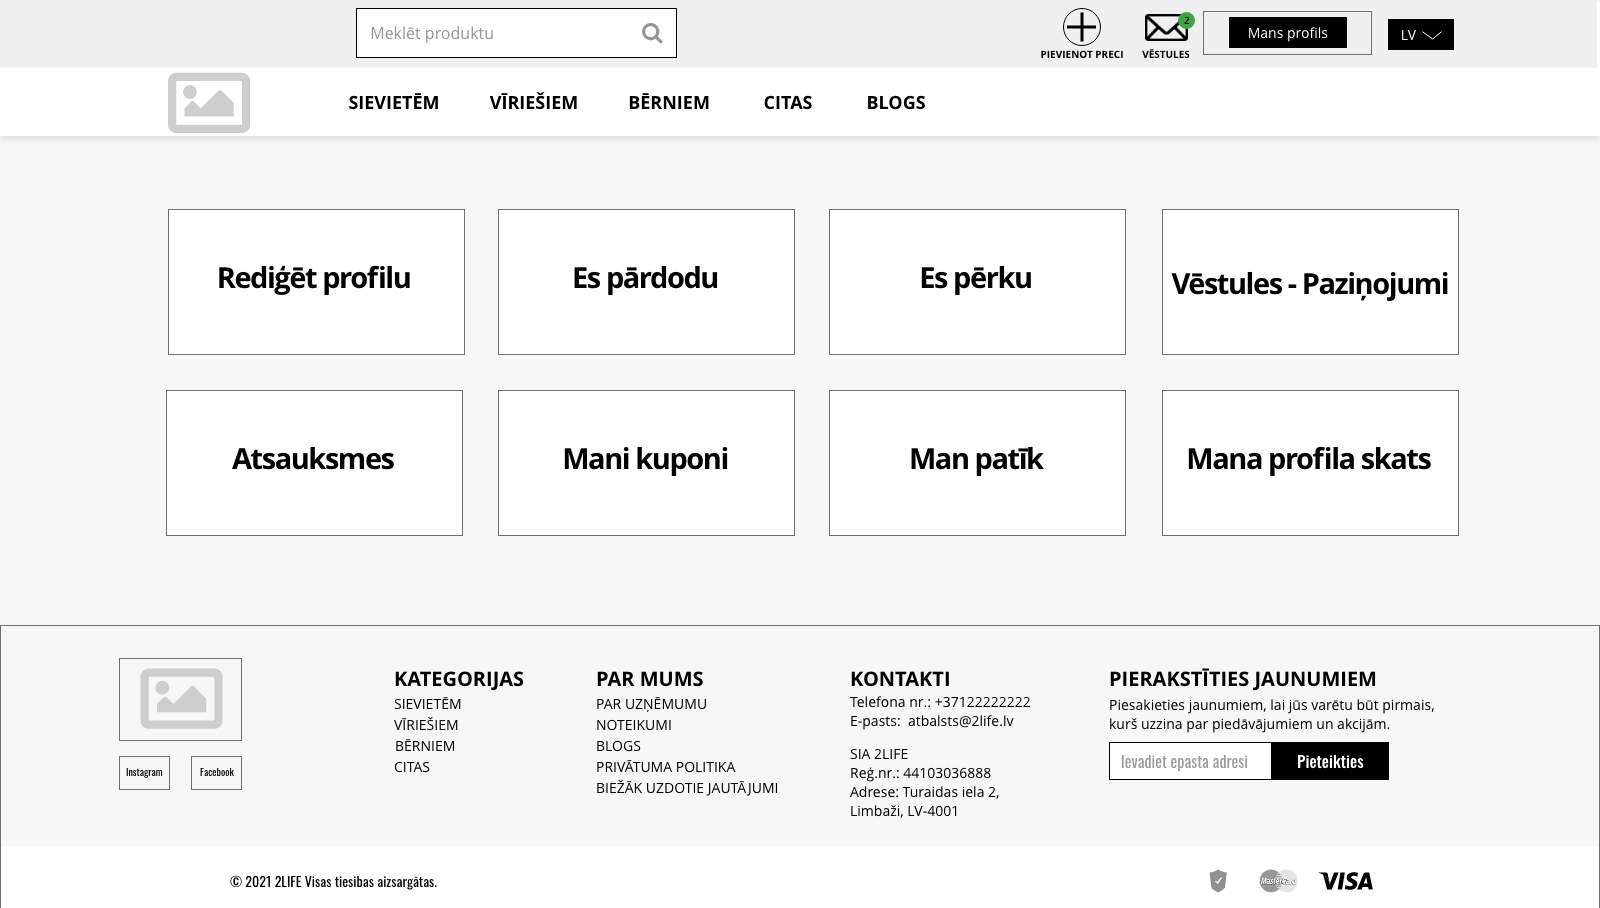 Meklēt produktu
PIEVIENOT PRECI
2
VĒSTULES
Mans profils
LV
SIEVIETĒM
VĪRIEŠIEM
BĒRNIEM
CITAS
BLOGS
Rediģēt profilu
Es pārdodu
Es pērku
Vēstules - Paziņojumi
Atsauksmes
Mani kuponi
Man patīk
Mana profila skats
Instagram
Facebook
KATEGORIJAS
SIEVIETĒM
VĪRIEŠIEM
BĒRNIEM
CITAS
PAR MUMS
PAR UZŅĒMUMU
NOTEIKUMI
BLOGS
PRIVĀTUMA POLITIKA
BIEŽĀK UZDOTIE JAUTĀJUMI
KONTAKTI
Telefona nr.: +37122222222
E-pasts:  atbalsts@2life.lv
SIA 2LIFE
Reģ.nr.: 44103036888
Adrese: Turaidas iela 2,
Limbaži, LV-4001
PIERAKSTĪTIES JAUNUMIEM
Piesakieties jaunumiem, lai jūs varētu būt pirmais,
kurš uzzina par piedāvājumiem un akcijām.
Ievadiet epasta adresi
Pieteikties
© 2021 2LIFE Visas tiesibas aizsargātas.
MasterCard
VISA